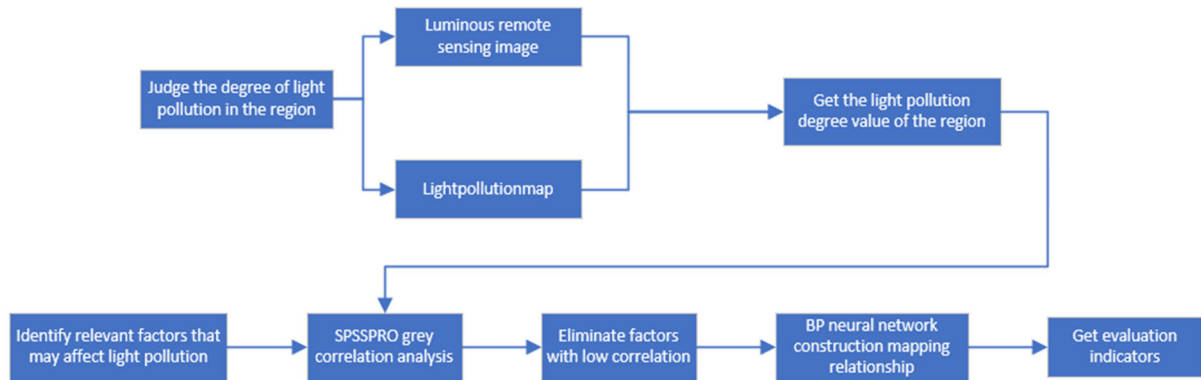 Luminous remote
sensing image
Judge the degree of light
pollution in the region
Get the light pollution
degree value of the region
Lightpollutionmap
Identify relevant factors that
may affect light pollution
SPSSPRO grey
correlation analysis
Eliminate factors
with low correlation
BP neural network
construction mapping
relationship
Get evaluation
indicators